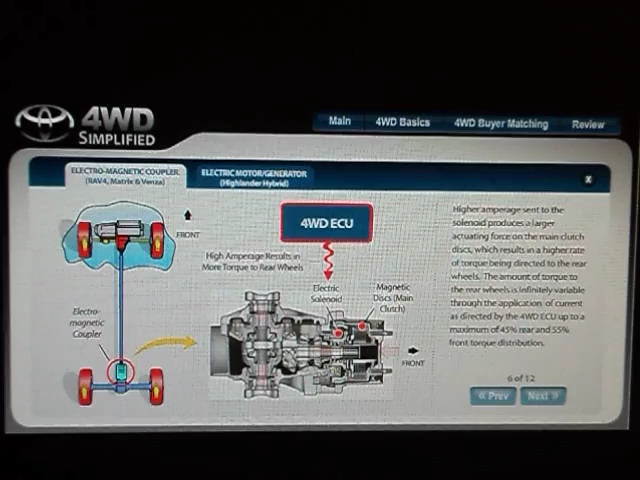 4WD
SIMPLIFIED
Main
4WD Basics
4WD Buyer Matching
Review
ELECTRO-MAGNETIC COUPLER
(RAV4, Matrix & Venza)
ELECTRIC MOTOR/GENERATOR
(Highlander Hybrid)
X
FRONT
4WD ECU
High Amperage Results in
More Torque to Rear Wheels
Electric
Solenoid
Magnetic
Discs (Main
Clutch)
Electro-
magnetic
Coupler
FRONT
Higher amperage sent to the
solenoid produces a larger
actuating force on the main clutch
discs, which results in a higher rate
of torque being directed to the rear
wheels. The amount of torque to
the rear wheels is infinitely variable
through the application of current
as directed by the 4WD ECU up to a
maximum of 45% rear and 55%
front torque distribution.
6 of 12
« Prev
Next »